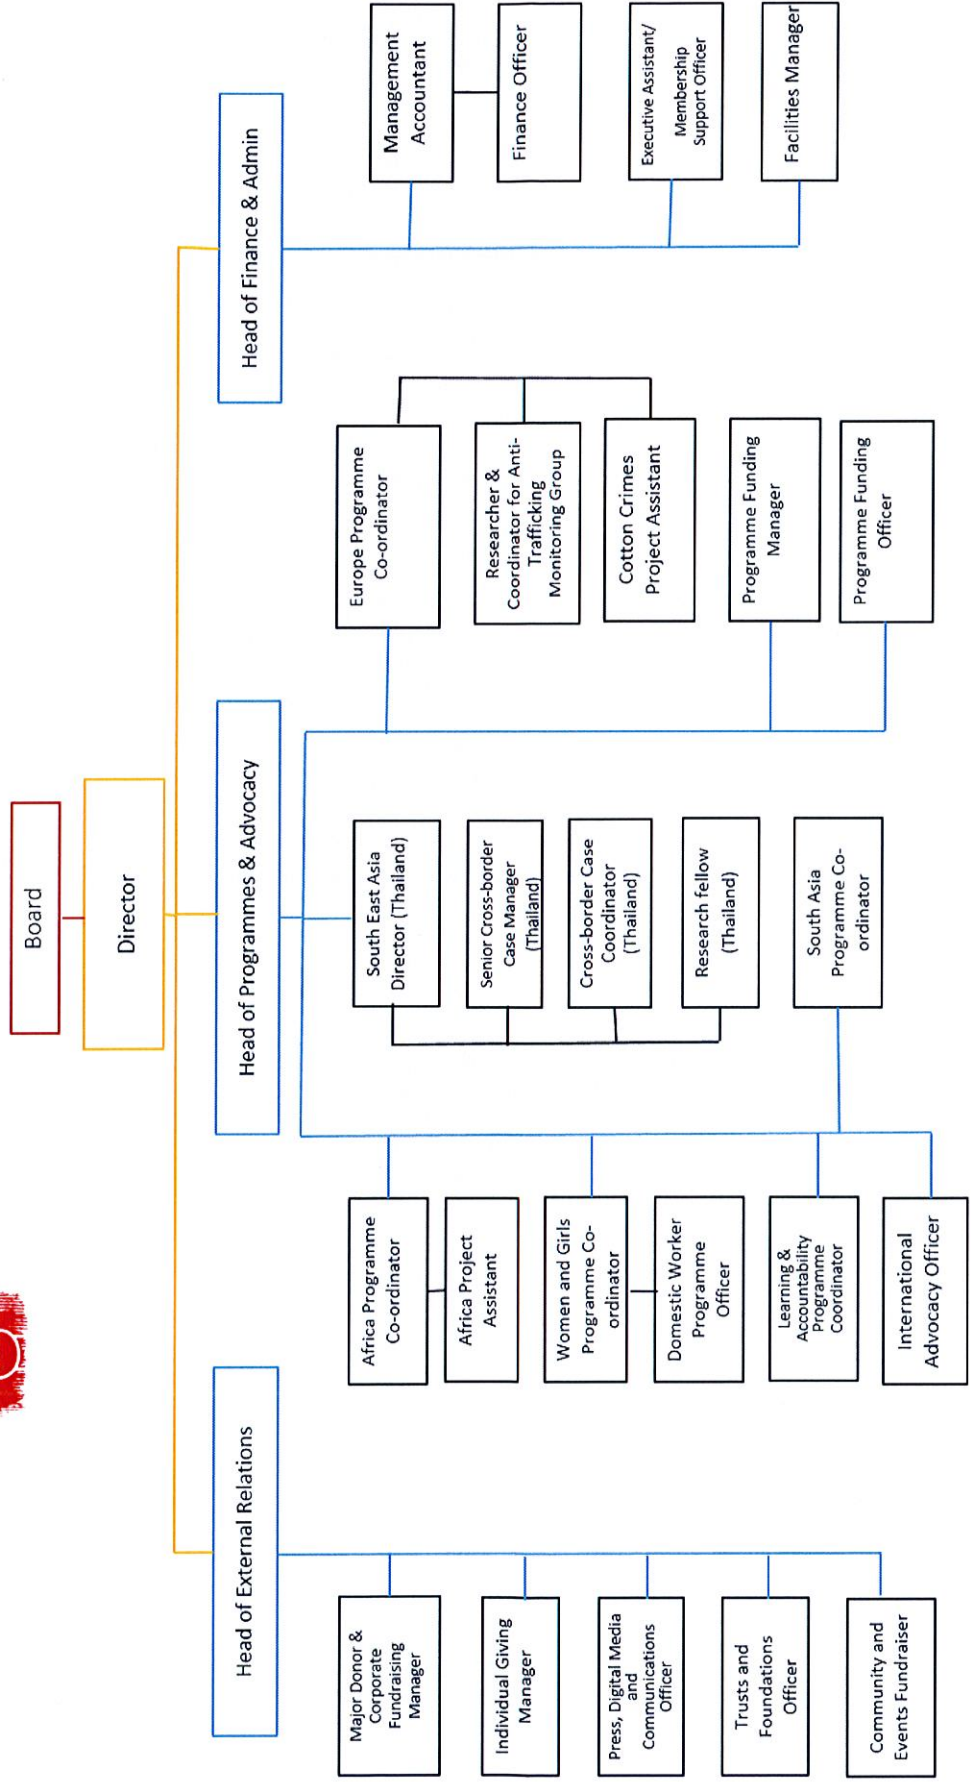 Board
Director
Head of External Relations
Head of Programmes & Advocacy
Head of Finance & Admin
Major Donor &
Corporate
Fundraising
Manager
Individual Giving
Manager
Press, Digital Media
and
Communications
Officer
Trusts and
Foundations
Officer
Community and
Events Fundraiser
Africa Programme
Co-ordinator
Africa Project
Assistant
Women and Girls
Programme Co-
ordinator
Domestic Worker
Programme
Officer
Learning &
Accountability
Programme
Coordinator
International
Advocacy Officer
South East Asia
Director (Thailand)
Senior Cross-border
Case Manager
(Thailand)
Cross-border Case
Coordinator
(Thailand)
Research fellow
(Thailand)
South Asia
Programme Co-
ordinator
Europe Programme
Co-ordinator
Researcher &
Coordinator for Anti-
Trafficking
Monitoring Group
Cotton Crimes
Project Assistant
Programme Funding
Manager
Programme Funding
Officer
Management
Accountant
Finance Officer
Executive Assistant/
Membership
Support Officer
Facilities Manager